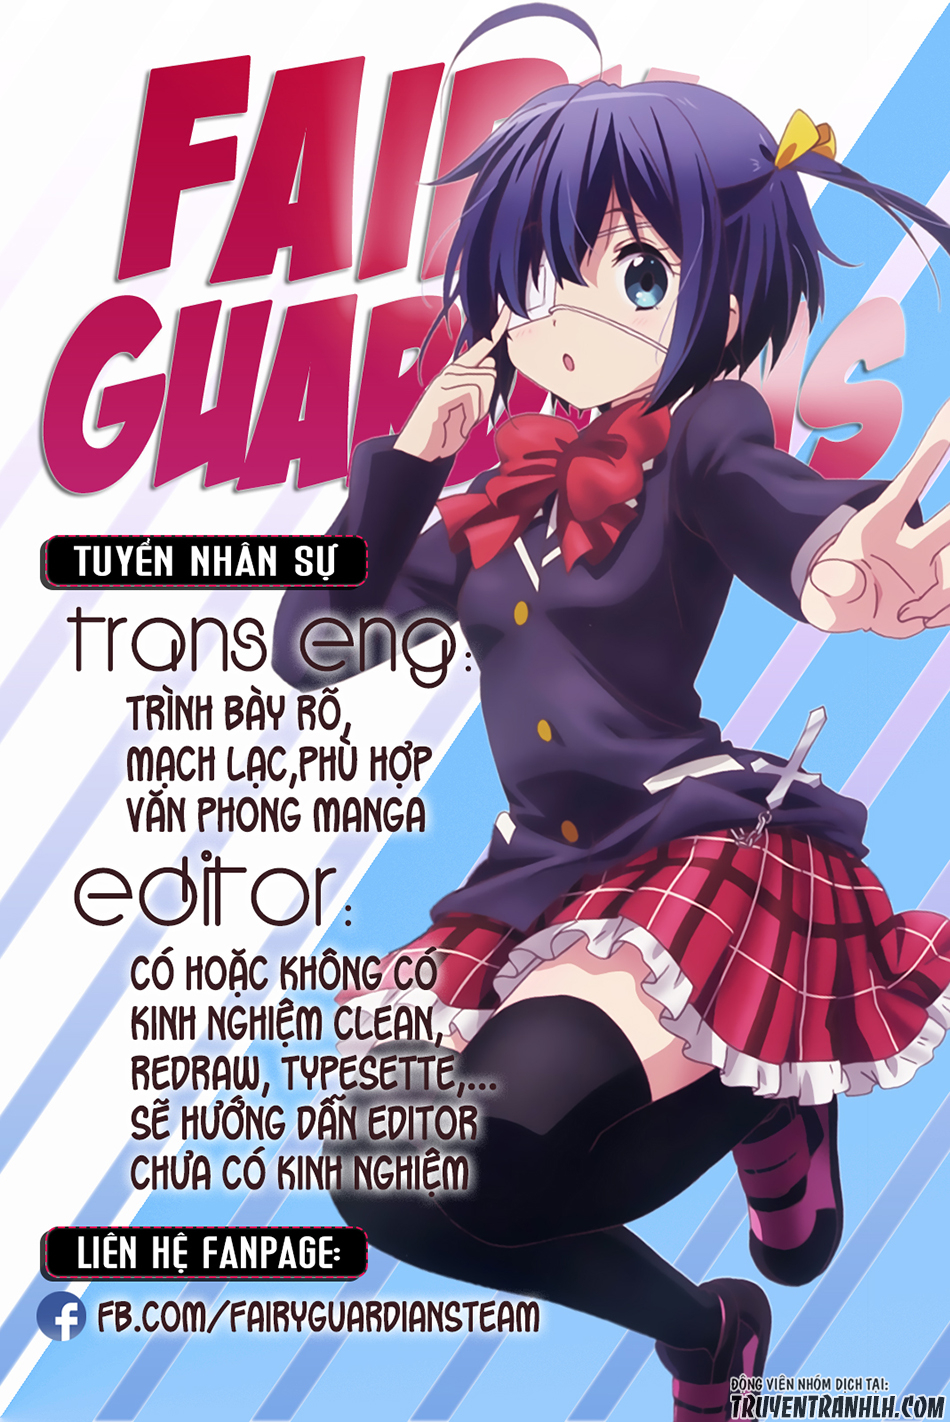 FAIRY
GUARDIANS
TUYỂN NHÂN SỰ
trans eng:
TRÌNH BÀY RÕ,
MẠCH LẠC,PHÙ HỢP
VĂN PHONG MANGA
editor:
CÓ HOẶC KHÔNG CÓ
KINH NGHIỆM CLEAN,
REDRAW, TYPESETTE,...
SẼ HƯỚNG DẪN EDITOR
CHƯA CÓ KINH NGHIỆM
LIÊN HỆ FANPAGE:
f FB.COM/FAIRYGUARDIANSTEAM
ĐỘNG VIÊN NHÓM DỊCH TẠI:
TRUYENTRANHLH.COM